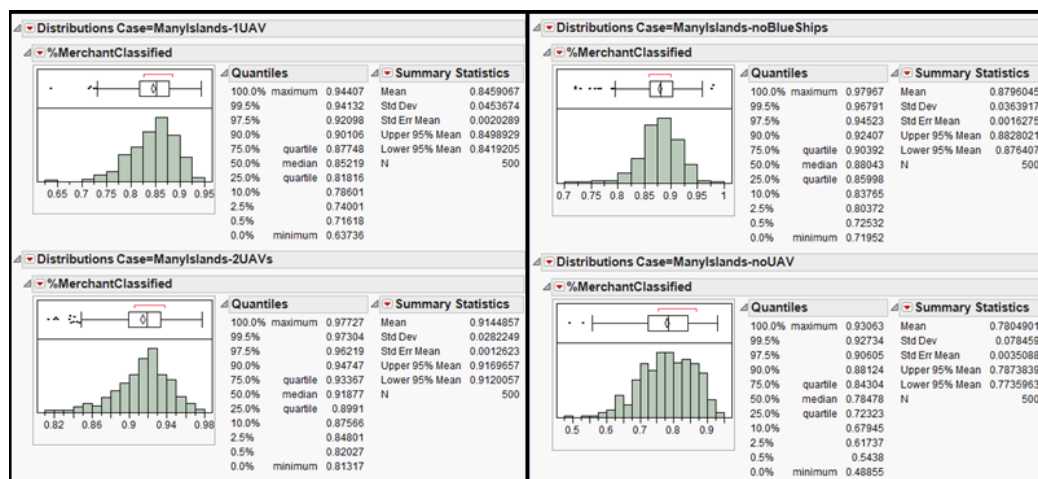 Distributions Case=ManyIslands-1UAV
%MerchantClassified
0.65 0.7 0.75 0.8 0.85 0.9 0.95
Quantiles
100.0% maximum 0.94407
99.5% 0.94132
97.5% 0.92098
90.0% 0.90106
75.0% quartile 0.87748
50.0% median 0.85219
25.0% quartile 0.81816
10.0% 0.78601
2.5% 0.74001
0.5% 0.71618
0.0% minimum 0.63736
Summary Statistics
Mean 0.8459067
Std Dev 0.0453674
Std Err Mean 0.0020289
Upper 95% Mean 0.8498929
Lower 95% Mean 0.8419205
N 500
Distributions Case=ManyIslands-2UAVs
%MerchantClassified
0.82 0.86 0.9 0.94 0.98
Quantiles
100.0% maximum 0.97727
99.5% 0.97304
97.5% 0.96219
90.0% 0.94747
75.0% quartile 0.93367
50.0% median 0.91877
25.0% quartile 0.8991
10.0% 0.87566
2.5% 0.84801
0.5% 0.82027
0.0% minimum 0.81317
Summary Statistics
Mean 0.9144857
Std Dev 0.0282249
Std Err Mean 0.0012623
Upper 95% Mean 0.9169657
Lower 95% Mean 0.9120057
N 500
Distributions Case=ManyIslands-noBlueShips
%MerchantClassified
0.7 0.75 0.8 0.85 0.9 0.95 1
Quantiles
100.0% maximum 0.97967
99.5% 0.96791
97.5% 0.94523
90.0% 0.92407
75.0% quartile 0.90392
50.0% median 0.88043
25.0% quartile 0.85998
10.0% 0.83765
2.5% 0.80372
0.5% 0.72532
0.0% minimum 0.71952
Summary Statistics
Mean 0.8796045
Std Dev 0.0363917
Std Err Mean 0.0016275
Upper 95% Mean 0.8828021
Lower 95% Mean 0.876407
N 500
Distributions Case=ManyIslands-noUAV
%MerchantClassified
0.5 0.6 0.7 0.8 0.9
Quantiles
100.0% maximum 0.93063
99.5% 0.92734
97.5% 0.90605
90.0% 0.88124
75.0% quartile 0.84304
50.0% median 0.78478
25.0% quartile 0.72323
10.0% 0.67945
2.5% 0.61737
0.5% 0.5438
0.0% minimum 0.48855
Summary Statistics
Mean 0.7804901
Std Dev 0.078459
Std Err Mean 0.0035088
Upper 95% Mean 0.7873839
Lower 95% Mean 0.7735963
N 500